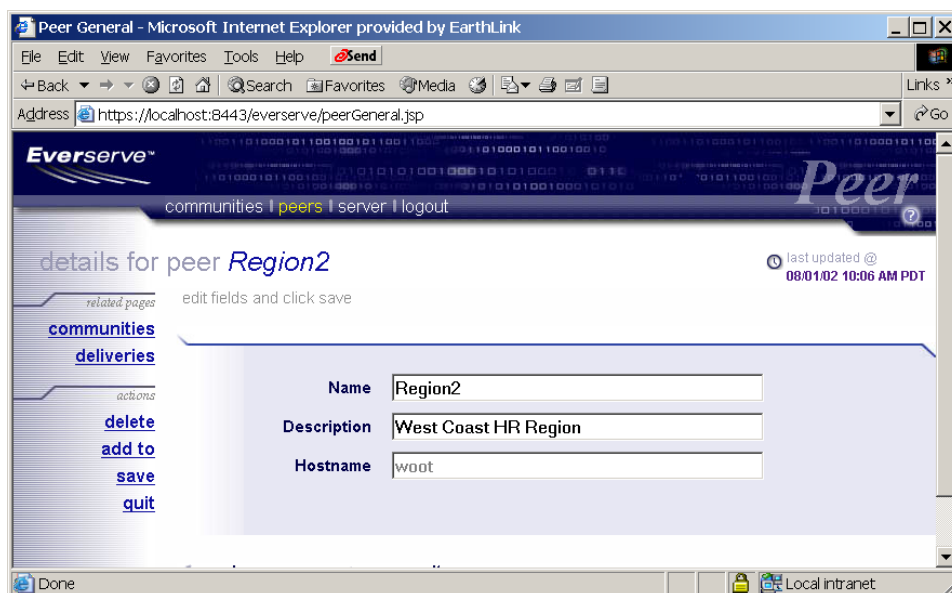 Peer General - Microsoft Internet Explorer provided by EarthLink
File Edit View Favorites Tools Help Send
Back Search Favorites Media Links »
Address https://localhost:8443/everserve/peerGeneral.jsp Go
Everserve™
Peer
communities | peers | server | logout
?
details for peer Region2
last updated @
08/01/02 10:06 AM PDT
related pages
edit fields and click save
communities
deliveries
actions
delete
add to
save
quit
Name Region2
Description West Coast HR Region
Hostname woot
Done Local intranet